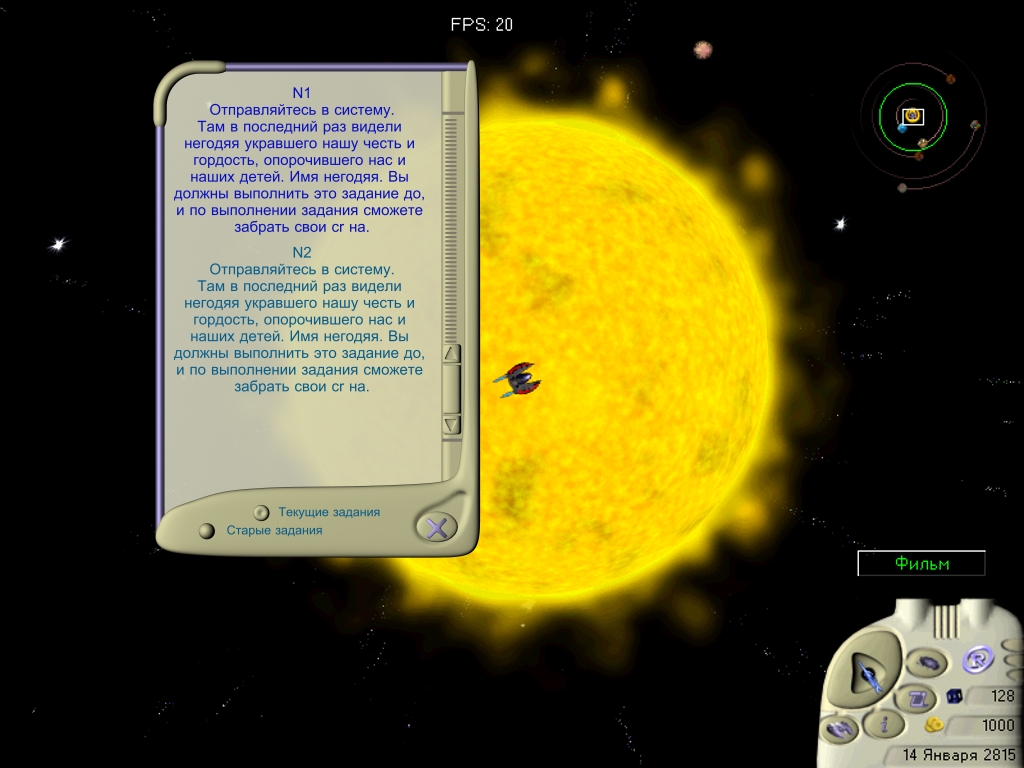 FPS: 20
N1
Отправляйтесь в систему.
Там в последний раз видели
негодяя укравшего нашу честь и
гордость, опорочившего нас и
наших детей. Имя негодяя. Вы
должны выполнить это задание до,
и по выполнении задания сможете
забрать свои cr на.
N2
Отправляйтесь в систему.
Там в последний раз видели
негодяя укравшего нашу честь и
гордость, опорочившего нас и
наших детей. Имя негодяя. Вы
должны выполнить это задание до,
и по выполнении задания сможете
забрать свои cr на.
Текущие задания
Старые задания
Фильм
R
128
i
1000
14 Января 2815